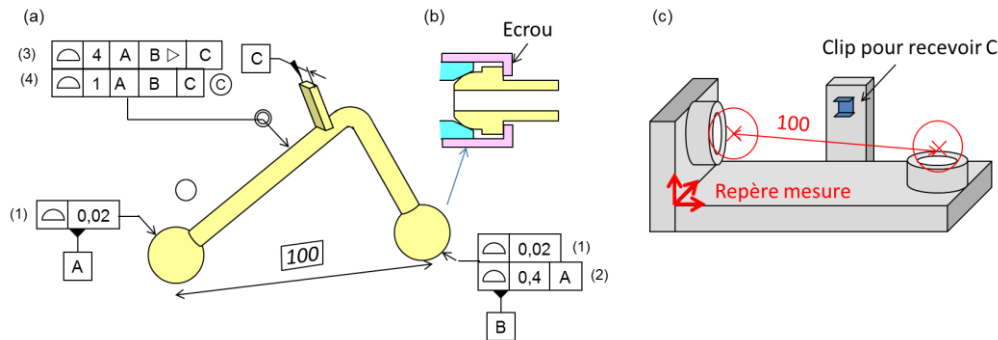 (a)
(3) 4 A B ▷ C
(4) 1 A B C Ⓒ
C
(1) 0,02
A
100
0,02 (1)
0,4 A (2)
B
(b)
Ecrou
(c)
Clip pour recevoir C
100
Repère mesure